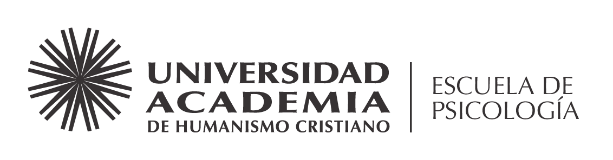 UNIVERSIDAD
ACADEMIA
DE HUMANISMO CRISTIANO
ESCUELA DE
PSICOLOGÍA